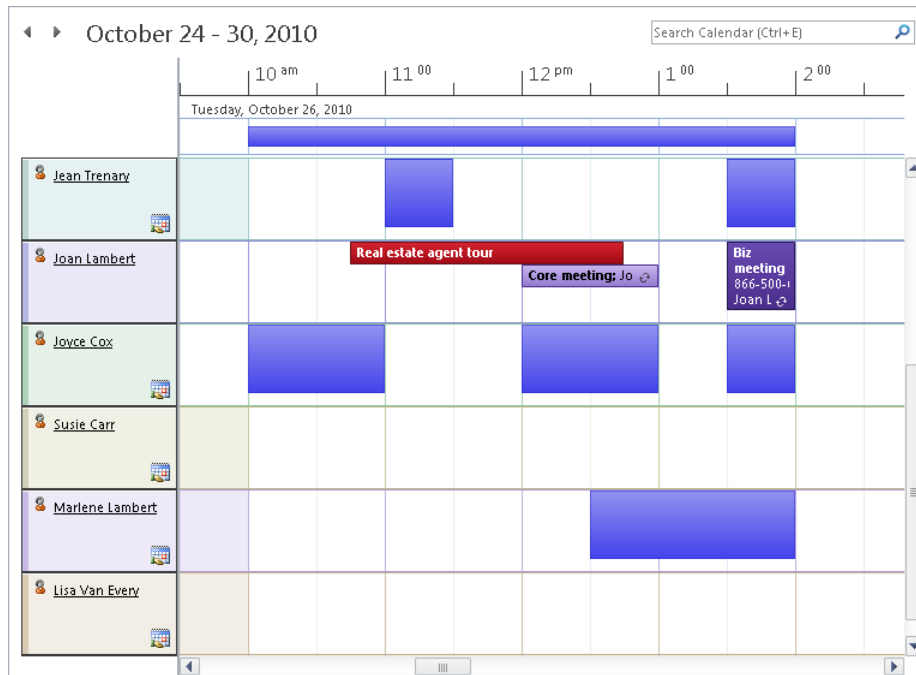 October 24 - 30, 2010
Search Calendar (Ctrl+E)
10 am 11 00 12 pm 1 00 2 00
Tuesday, October 26, 2010
Jean Trenary
Joan Lambert
Real estate agent tour
Core meeting; Jo
Biz
meeting
866-500-
Joan L
Joyce Cox
Susie Carr
Marlene Lambert
Lisa Van Every